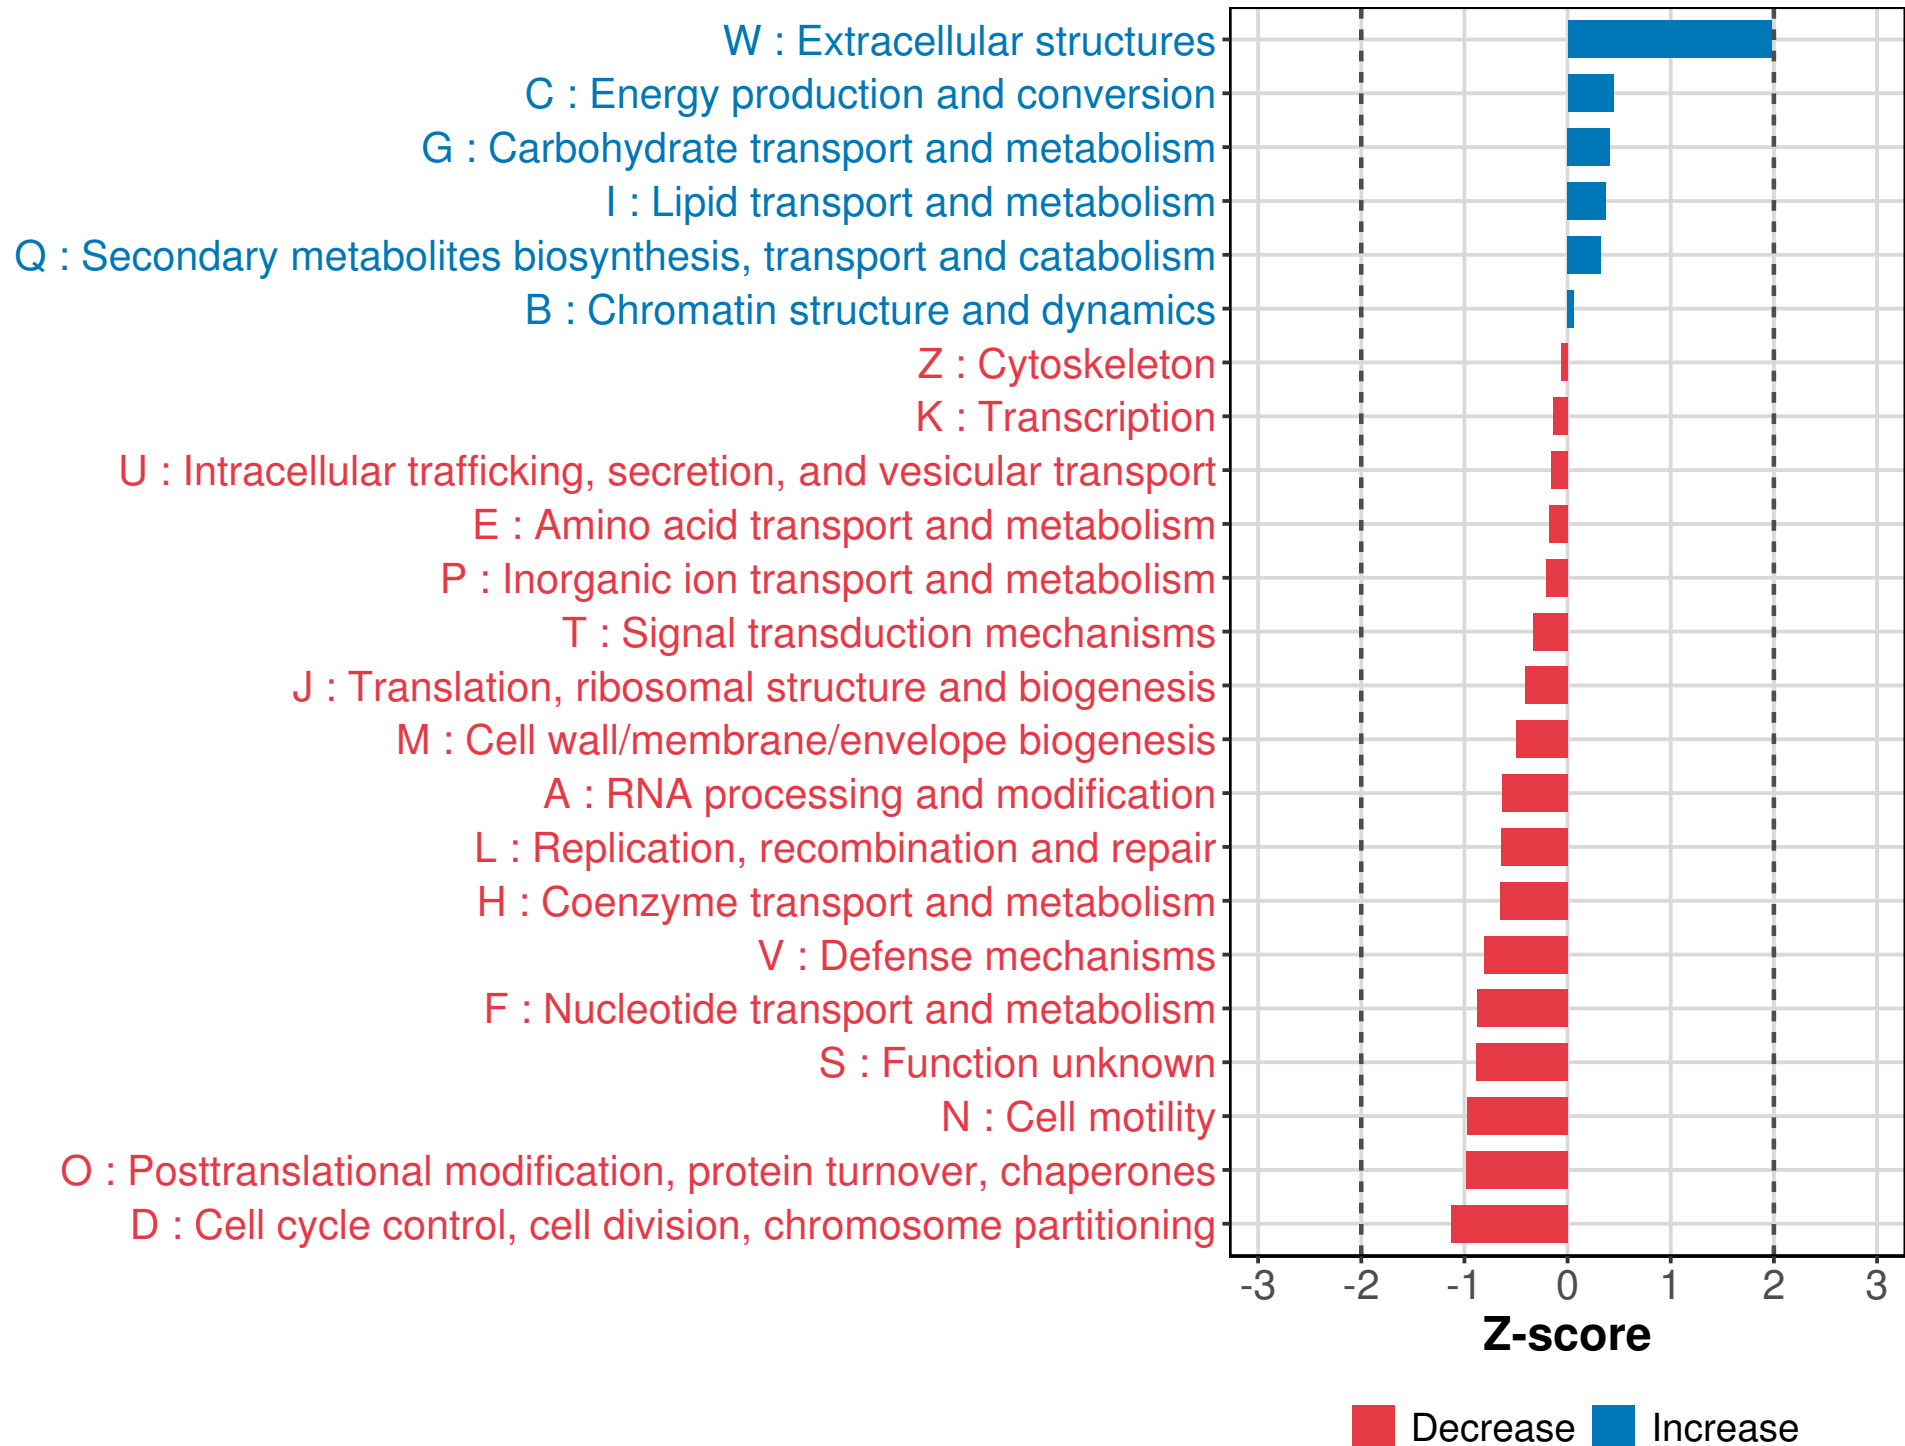 W : Extracellular structures
C : Energy production and conversion
G : Carbohydrate transport and metabolism
I : Lipid transport and metabolism
Q : Secondary metabolites biosynthesis, transport and catabolism
B : Chromatin structure and dynamics
Z : Cytoskeleton
K : Transcription
U : Intracellular trafficking, secretion, and vesicular transport
E : Amino acid transport and metabolism
P : Inorganic ion transport and metabolism
T : Signal transduction mechanisms
J : Translation, ribosomal structure and biogenesis
M : Cell wall/membrane/envelope biogenesis
A : RNA processing and modification
L : Replication, recombination and repair
H : Coenzyme transport and metabolism
V : Defense mechanisms
F : Nucleotide transport and metabolism
S : Function unknown
N : Cell motility
O : Posttranslational modification, protein turnover, chaperones
D : Cell cycle control, cell division, chromosome partitioning
-3 -2 -1 0 1 2 3
Z-score
Decrease Increase